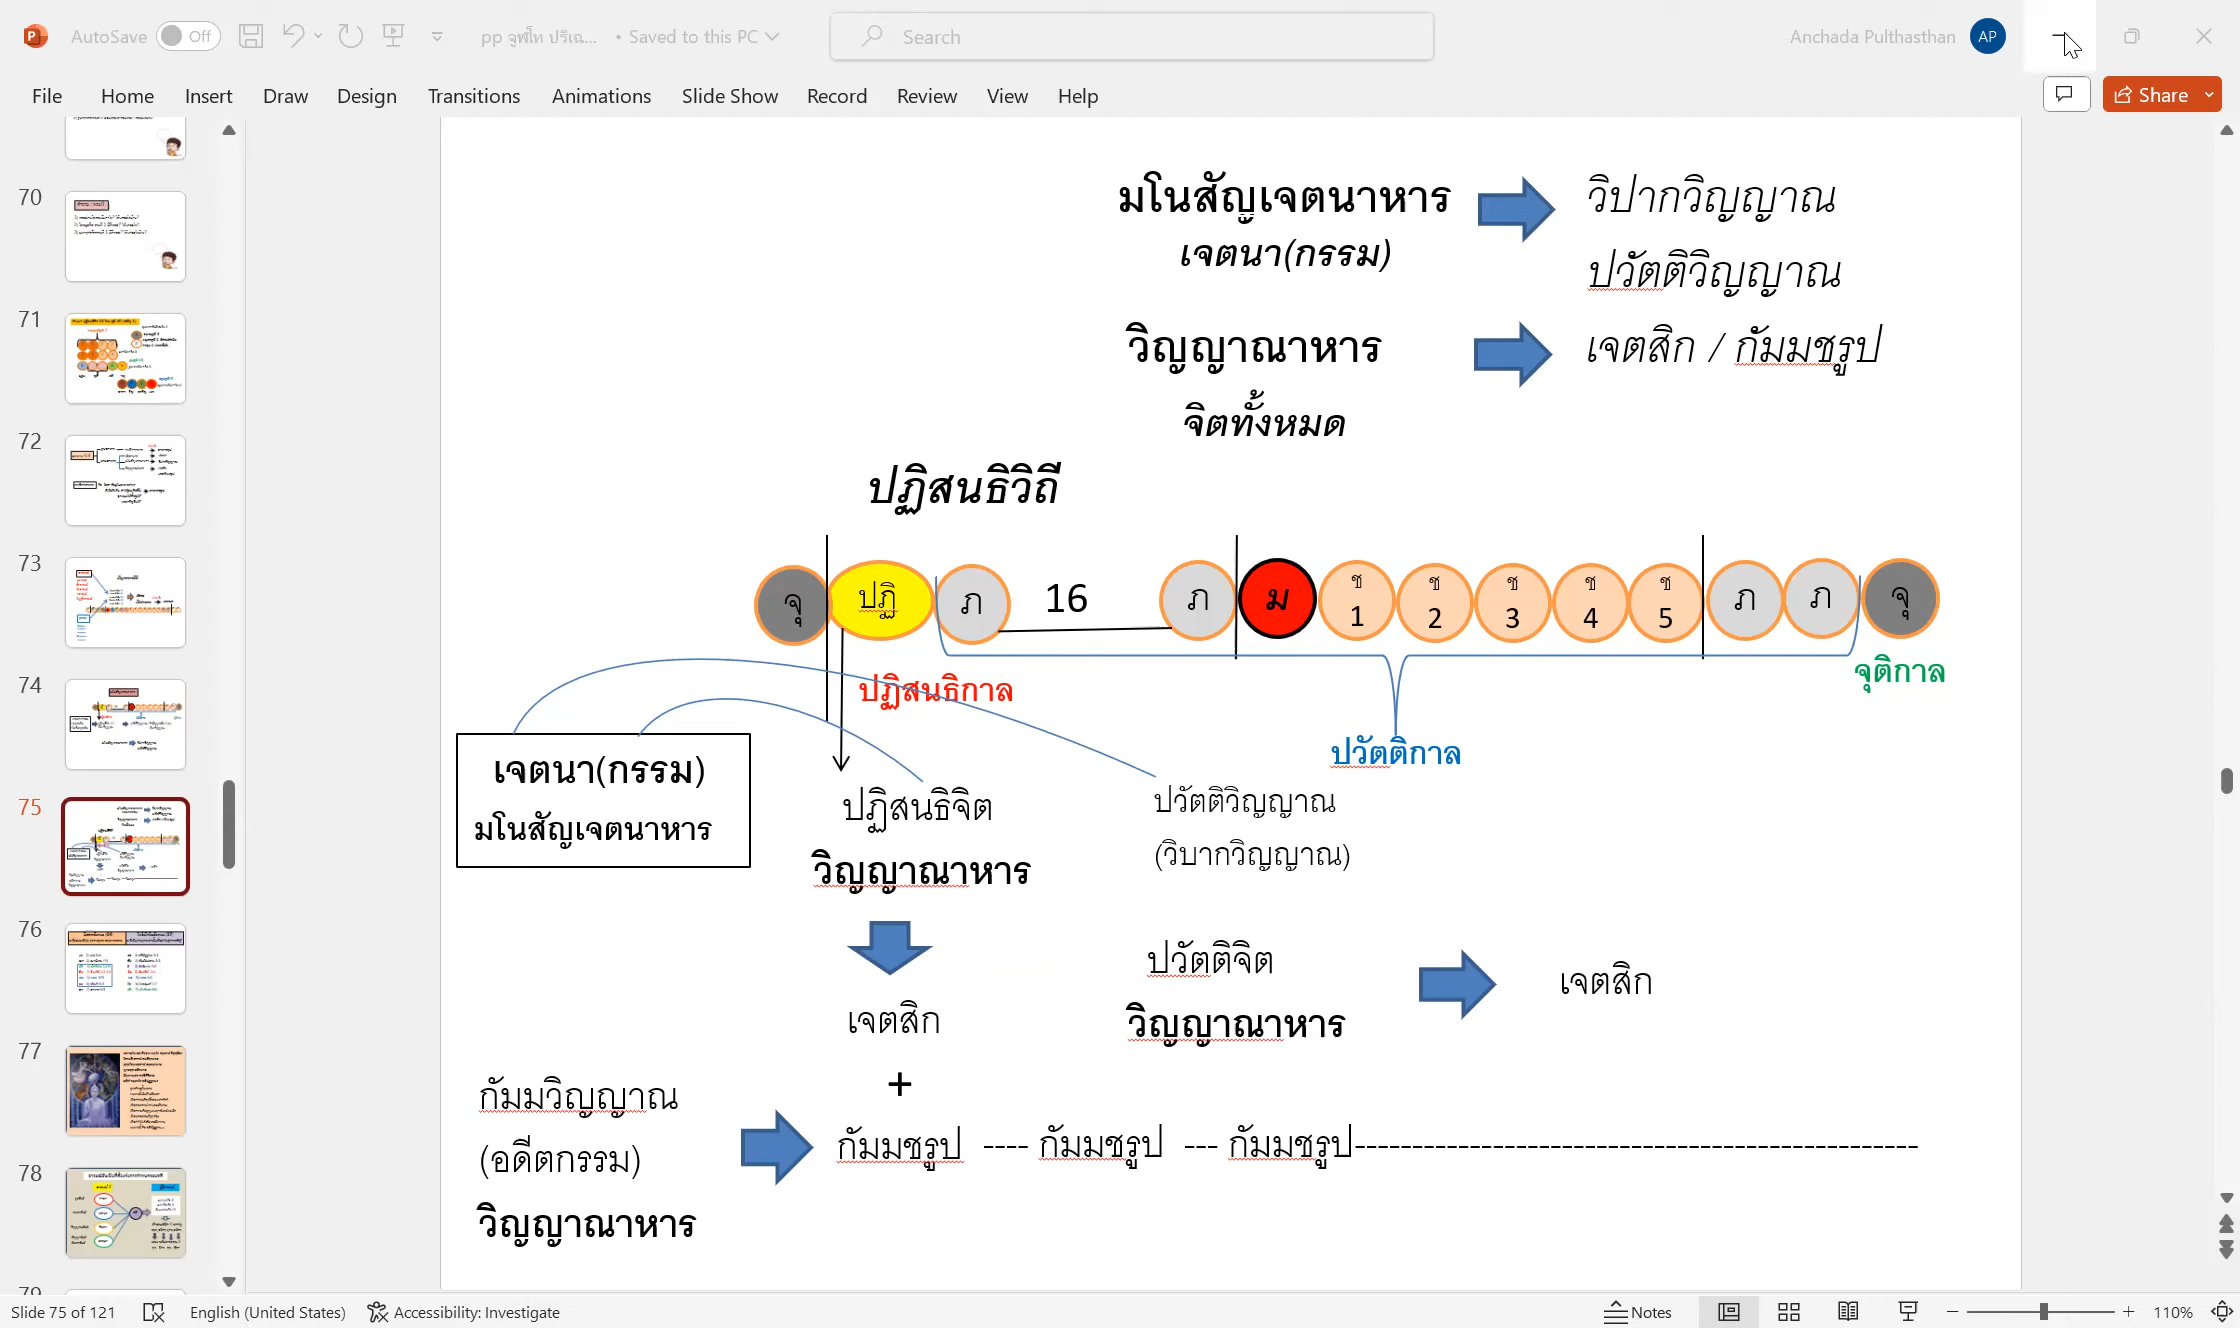 AutoSave Off
pp จูฬโท ปริเฉ... • Saved to this PC
Search
Anchada Pulthasthan AP
File Home Insert Draw Design Transitions Animations Slide Show Record Review View Help
Share
70
71
72
73
74
75
76
77
78
79
มโนสัญเจตนาหาร วิปากวิญญาณ
เจตนา(กรรม) ปวัตติวิญญาณ
วิญญาณาหาร เจตสิก / กัมมชรูป
จิตทั้งหมด
ปฏิสนธิวิถี
จุ ปฏิ ภ 16 ภ ม ช 1 ช 2 ช 3 ช 4 ช 5 ภ ภ จุ
ปฏิสนธิกาล จุติกาล
ปวัตติกาล
เจตนา(กรรม)
มโนสัญเจตนาหาร
ปฏิสนธิจิต
วิญญาณาหาร
ปวัตติวิญญาณ
(วิบากวิญญาณ)
ปวัตติจิต
วิญญาณาหาร
เจตสิก
เจตสิก
+
กัมมวิญญาณ
(อดีตกรรม)
วิญญาณาหาร
กัมมชรูป ---- กัมมชรูป --- กัมมชรูป---------------------------------------
Slide 75 of 121 English (United States) Accessibility: Investigate Notes 110%